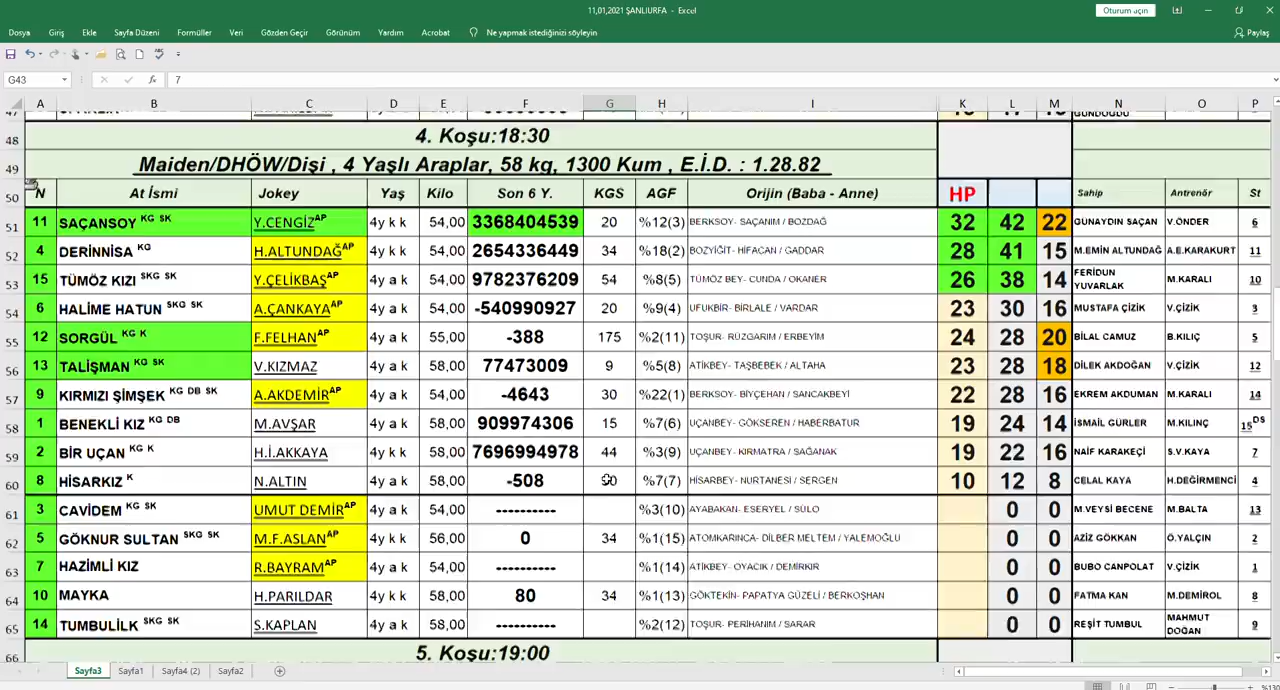 11,01,2021 ŞANLIURFA - Excel
Oturum açın
Dosya Giriş Ekle Sayfa Düzeni Formüller Veri Gözden Geçir Görünüm Yardım Acrobat Ne yapmak istediğinizi söyleyin Paylaş
G43 fx 7
A B C D E F G H I K L M N O P
48 4. Koşu:18:30
49 Maiden/DHÖW/Dişi , 4 Yaşlı Araplar, 58 kg, 1300 Kum , E.İ.D. : 1.28.82
50 N At İsmi Jokey Yaş Kilo Son 6 Y. KGS AGF Orijin (Baba - Anne) HP Sahip Antrenör St
51 11 SAÇANSOY KG SK Y.CENGİZ AP 4y k k 54,00 3368404539 20 %12(3) BERKSOY- SAÇANIM / BOZDAĞ 32 42 22 GÜNAYDIN SAÇAN V.ÖNDER 6
52 4 DERİNNİSA KG H.ALTUNDAĞ AP 4y k k 54,00 2654336449 34 %18(2) BOZYİĞİT- HİFACAN / GADDAR 28 41 15 M.EMİN ALTUNDAĞ A.E.KARAKURT 11
53 15 TÜMÖZ KIZI SKG SK Y.ÇELİKBAŞ AP 4y k k 54,00 9782376209 54 %8(5) TÜMÖZ BEY- CUNDA / OKANER 26 38 14 FERİDUN YUVARLAK M.KARALI 10
54 6 HALİME HATUN SKG SK A.ÇANKAYA AP 4y k k 54,00 -540990927 20 %9(4) UFUKBİR- BİRLALE / VARDAR 23 30 16 MUSTAFA ÇİZİK V.ÇİZİK 3
55 12 SORGÜL KG K F.FELHAN AP 4y a k 55,00 -388 175 %2(11) TOŞUR- RÜZGARIM / ERBEYİM 24 28 20 BİLAL CAMUZ B.KILIÇ 5
56 13 TALİŞMAN KG SK V.KIZMAZ 4y a k 58,00 77473009 9 %5(8) ATİKBEY- TAŞBEBEK / ALTAHA 23 28 18 DİLEK AKDOĞAN V.ÇİZİK 12
57 9 KIRMIZI ŞİMŞEK KG DB SK A.AKDEMİR AP 4y a k 54,00 -4643 30 %22(1) BERKSOY- BİYÇEHAN / SANCAKBEYİ 22 28 16 EKREM AKDUMAN M.KARALI 14
58 1 BENEKLİ KIZ KG DB M.AVŞAR 4y a k 58,00 909974306 15 %7(6) UÇANBEY- GÖKSEREN / HABERBATUR 19 24 14 İSMAİL GÜRLER M.KILINÇ 15 DS
59 2 BİR UÇAN KG K H.İ.AKKAYA 4y k k 58,00 7696994978 44 %3(9) UÇANBEY- KIRMATRA / SAĞANAK 19 22 16 NAİF KARAKEÇİ S.V.KAYA 7
60 8 HİSARKIZ K N.ALTIN 4y a k 58,00 -508 %7(7) HİSARBEY- NURTANESİ / SERGEN 10 12 8 CELAL KAYA H.DEĞİRMENCİ 4
61 3 CAVİDEM KG SK UMUT DEMİR AP 4y a k 54,00 ---------- %3(10) AYABAKAN- ESERYEL / SÜLO 0 0 M.VEYSİ BECENE M.BALTA 13
62 5 GÖKNUR SULTAN SKG SK M.F.ASLAN AP 4y k k 56,00 0 34 %1(15) ATOMKARINCA- DİLBER MELTEM / YALEMOĞLU 0 0 AZİZ GÖKKAN Ö.YALÇIN 2
63 7 HAZİMLİ KIZ R.BAYRAM AP 4y a k 54,00 ---------- %1(14) ATİKBEY- OYACIK / DEMİRKIR 0 0 BUBO CANPOLAT V.ÇİZİK 1
64 10 MAYKA H.PARILDAR 4y a k 58,00 80 34 %1(13) GÖKTEKİN- PAPATYA GÜZELİ / BERKOŞHAN 0 0 FATMA KAN M.DEMİROL 8
65 14 TUMBULİLK SKG SK S.KAPLAN 4y a k 58,00 ---------- %2(12) TOŞUR- PERİHANIM / SARAR 0 0 REŞİT TUMBUL MAHMUT DOĞAN 9
66 5. Koşu:19:00
Sayfa3 Sayfa1 Sayfa4 (2) Sayfa2
%130